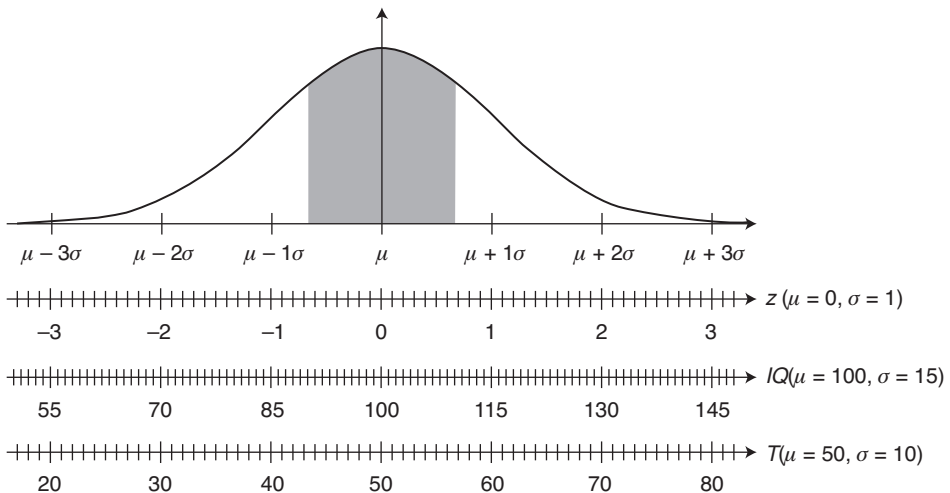 μ – 3σ μ – 2σ μ – 1σ μ μ + 1σ μ + 2σ μ + 3σ
z (μ = 0, σ = 1)
–3 –2 –1 0 1 2 3
IQ(μ = 100, σ = 15)
55 70 85 100 115 130 145
T(μ = 50, σ = 10)
20 30 40 50 60 70 80